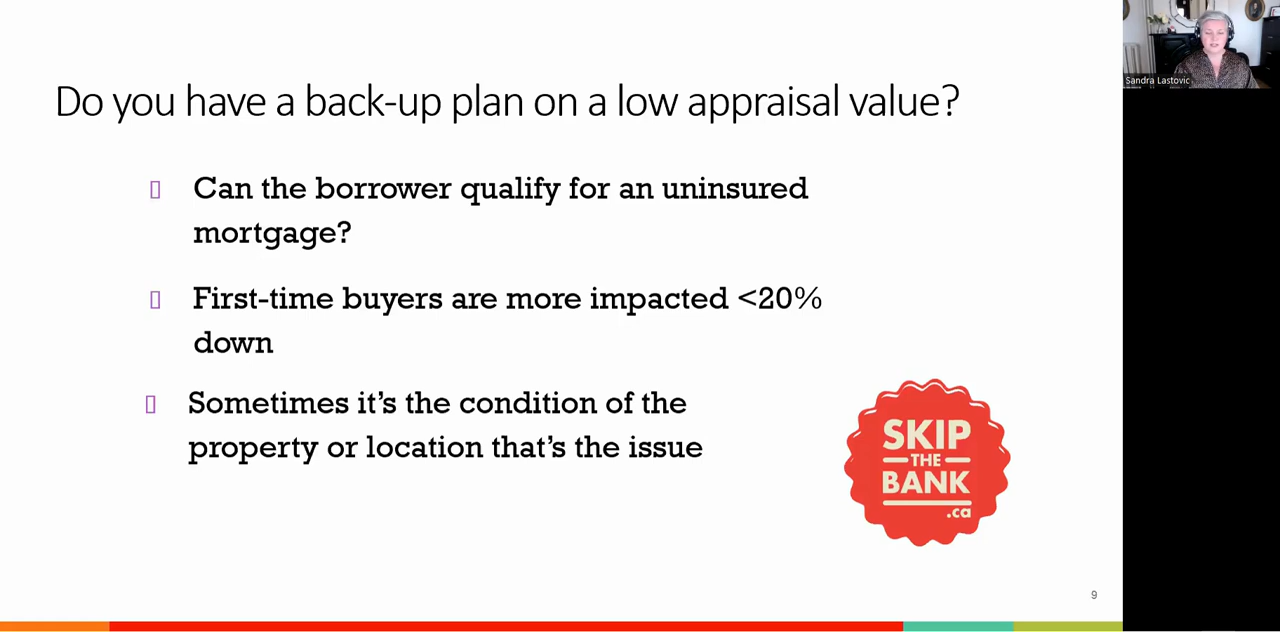 Do you have a back-up plan on a low appraisal value?
Can the borrower qualify for an uninsured
mortgage?
First-time buyers are more impacted <20%
down
Sometimes it's the condition of the
property or location that's the issue
SKIP
THE
BANK
.ca
9
Sandra Lastovic